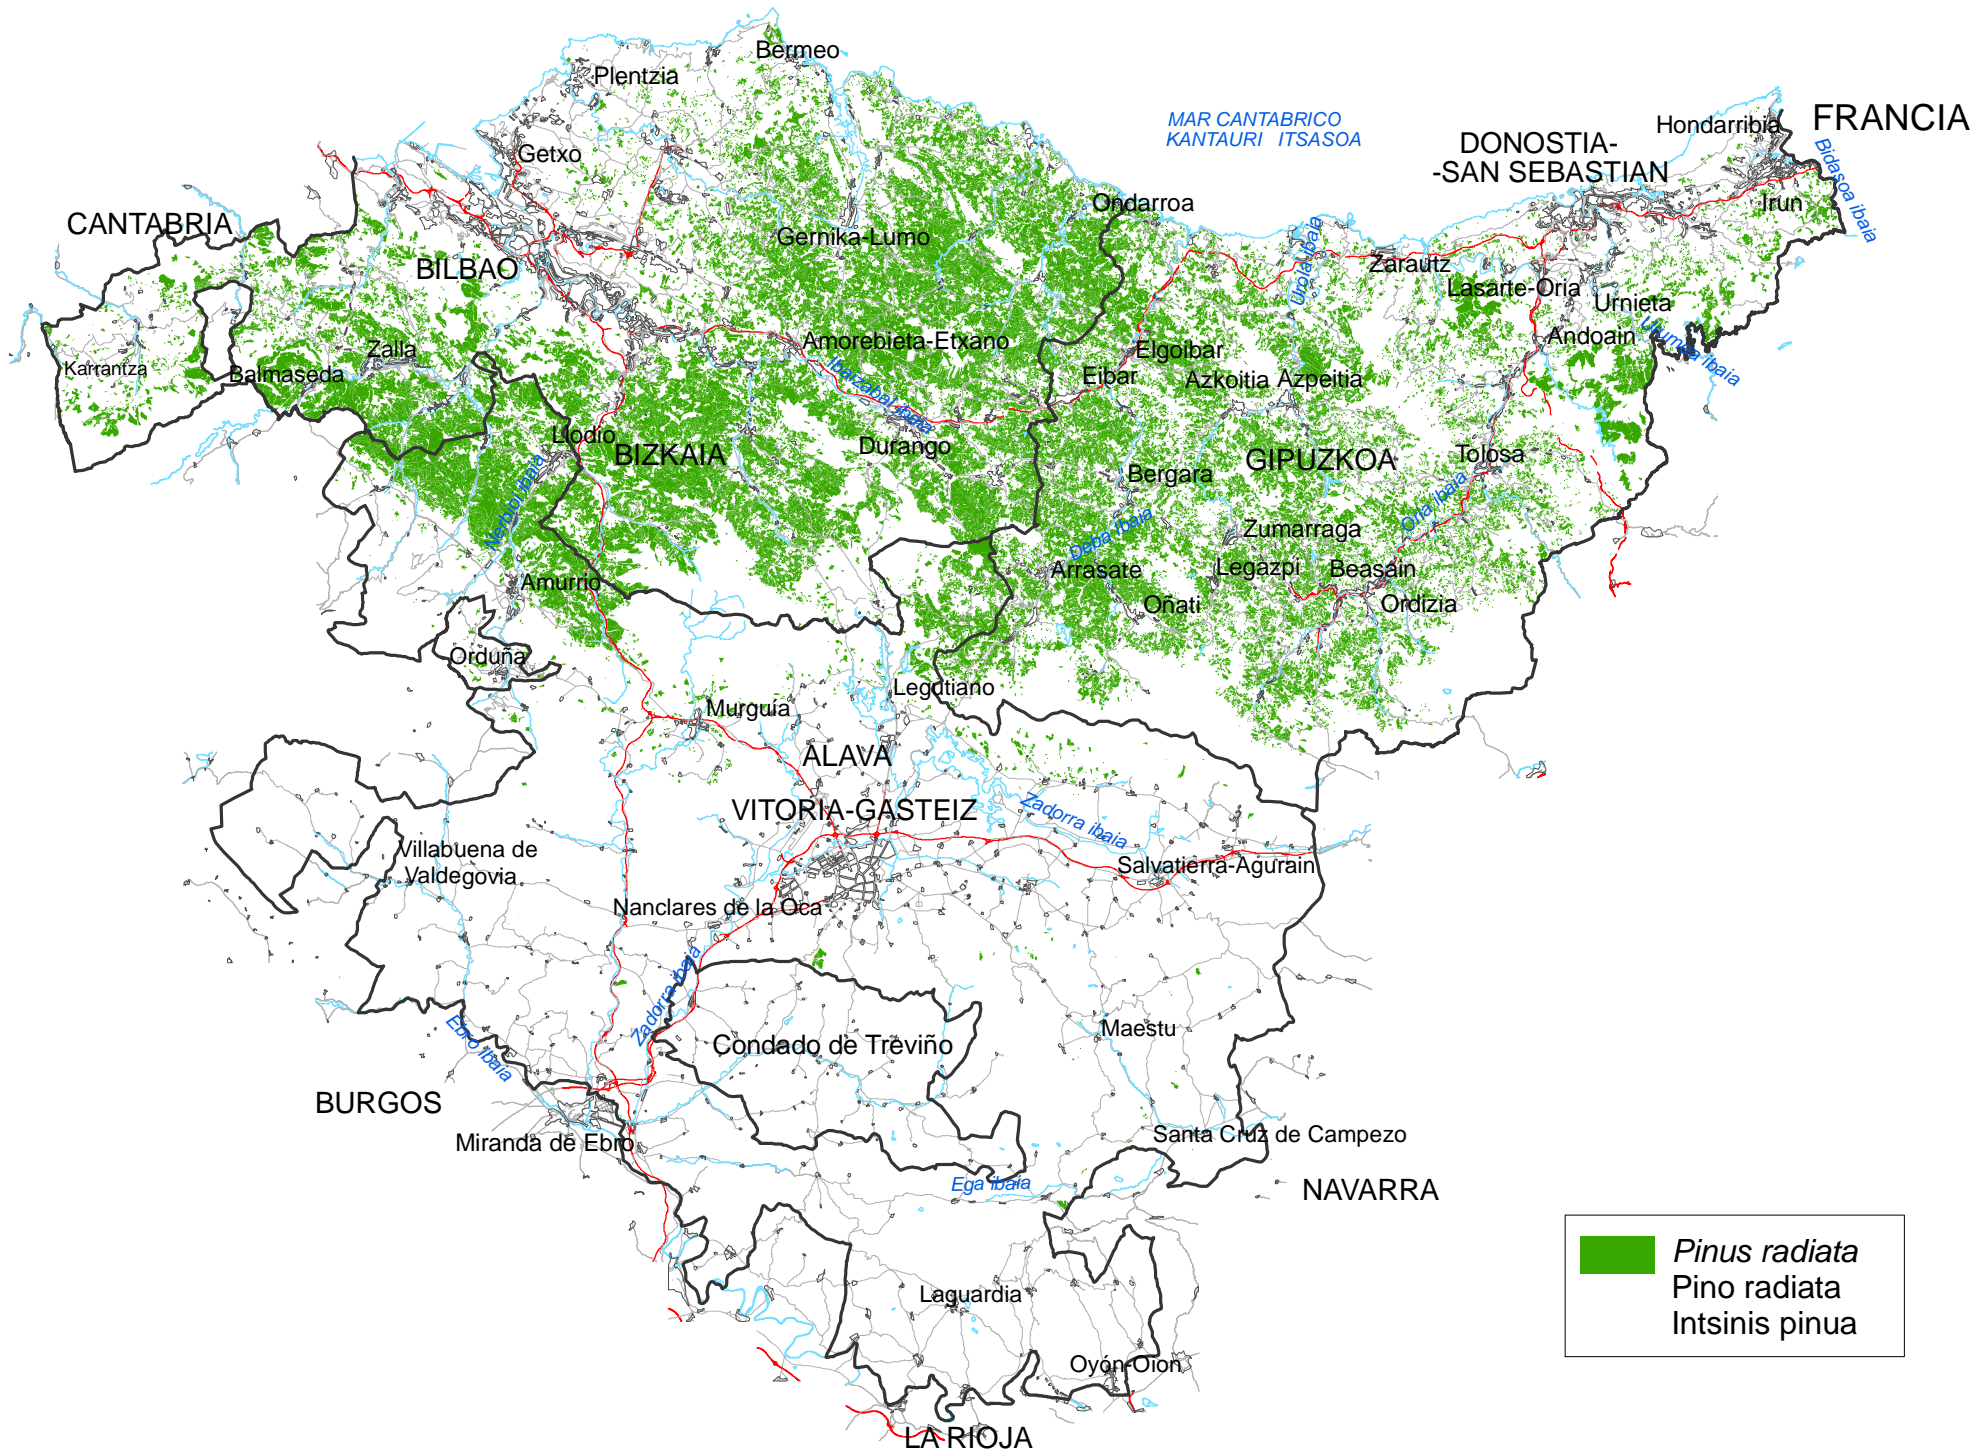 Bermeo
Plentzia
MAR CANTABRICO
KANTAURI ITSASOA
FRANCIA
Hondarribia
DONOSTIA-
-SAN SEBASTIAN
Bidasoa ibaia
Getxo
Irun
Ondarroa
CANTABRIA
Gernika-Lumo
BILBAO
Urola ibaia
Zarautz
Lasarte-Oria
Urnieta
Andoain
Urumea ibaia
Amorebieta-Etxano
Zalla
Karrantza
Balmaseda
Elgoibar
Eibar
Azkoitia
Azpeitia
Ibaizabal ibaia
Llodio
BIZKAIA
Durango
Bergara
GIPUZKOA
Tolosa
Nerbioi ibaia
Oria ibaia
Deba ibaia
Zumarraga
Amurrio
Arrasate
Legazpi
Beasain
Oñati
Ordizia
Orduña
Legutiano
Murguía
ALAVA
VITORIA-GASTEIZ
Zadorra ibaia
Villabuena de
Valdegovia
Salvatierra-Agurain
Nanclares de la Oca
Zadorra ibaia
Ebro ibaia
Condado de Treviño
Maestu
BURGOS
Miranda de Ebro
Santa Cruz de Campezo
Ega ibaia
NAVARRA
Laguardia
Oyón-Oion
LA RIOJA
Pinus radiata
Pino radiata
Intsinis pinua